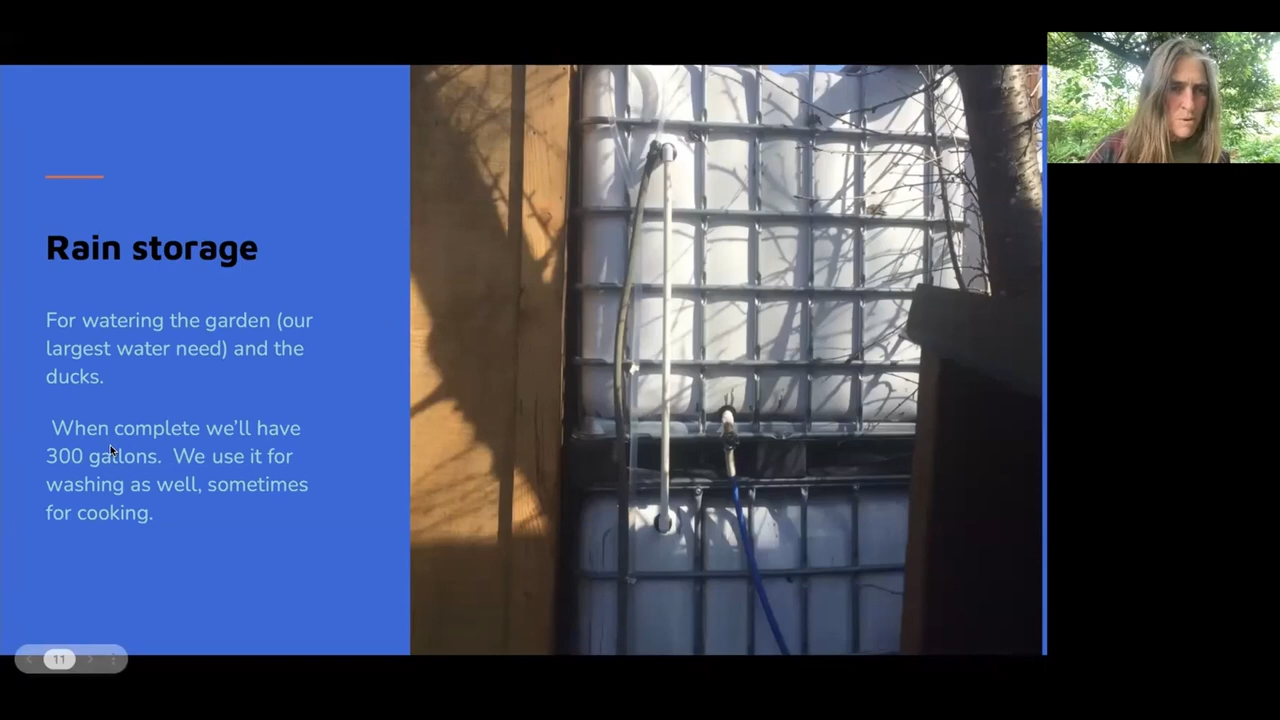 Rain storage
For watering the garden (our
largest water need) and the
ducks.
When complete we'll have
300 gallons. We use it for
washing as well, sometimes
for cooking.
11